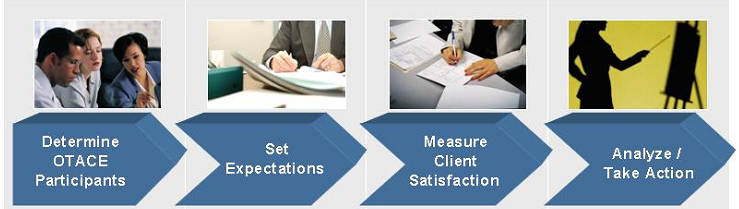 Determine
OTACE
Participants
Set
Expectations
Measure
Client
Satisfaction
Analyze /
Take Action